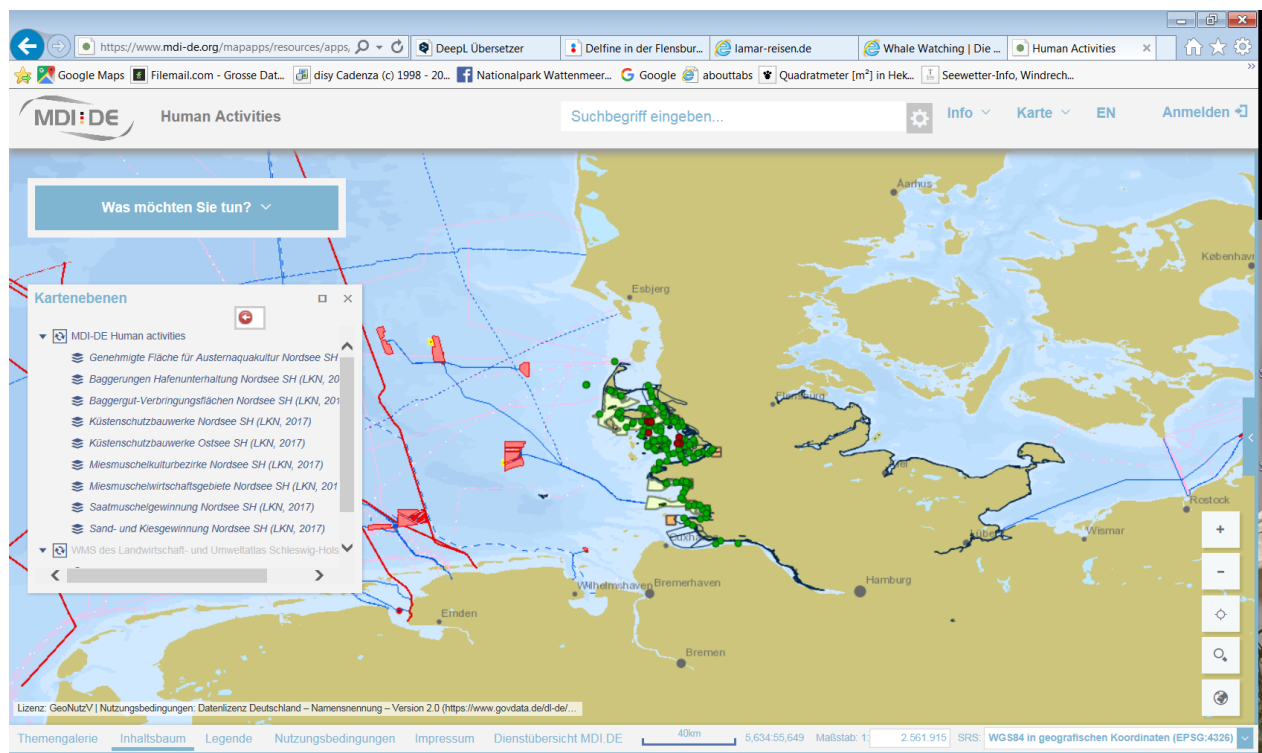 https://www.mdi-de.org/mapapps/resources/apps,
DeepL Übersetzer
Delfine in der Flensbur...
lamar-reisen.de
Whale Watching | Die ...
Human Activities
Google Maps
Filemail.com - Grosse Dat...
disy Cadenza (c) 1998 - 20...
Nationalpark Wattenmeer...
Google
abouttabs
Quadratmeter [m²] in Hek...
Seewetter-Info, Windrech...
MDI:DE
Human Activities
Suchbegriff eingeben...
Info
Karte
EN
Anmelden
Was möchten Sie tun?
Aarhus
København
Esbjerg
Kartenebenen
MDI-DE Human activities
Genehmigte Fläche für Austernaquakultur Nordsee SH
Baggerungen Hafenunterhaltung Nordsee SH (LKN, 20
Baggergut-Verbringungsflächen Nordsee SH (LKN, 201
Küstenschutzbauwerke Nordsee SH (LKN, 2017)
Küstenschutzbauwerke Ostsee SH (LKN, 2017)
Miesmuschelkulturbezirke Nordsee SH (LKN, 2017)
Miesmuschelwirtschaftsgebiete Nordsee SH (LKN, 201
Saatmuschelgewinnung Nordsee SH (LKN, 2017)
Sand- und Kiesgewinnung Nordsee SH (LKN, 2017)
WMS des Landwirtschaft- und Umweltatlas Schleswig-Hols
Flensburg
Kiel
Rostock
Lübeck
Wismar
Cuxhaven
Wilhelmshaven
Bremerhaven
Hamburg
Emden
Bremen
Lizenz: GeoNutzV | Nutzungsbedingungen: Datenlizenz Deutschland – Namensnennung – Version 2.0 (https://www.govdata.de/dl-de/…
Themengalerie
Inhaltsbaum
Legende
Nutzungsbedingungen
Impressum
Dienstübersicht MDI.DE
40km
5,634:55,649
Maßstab: 1:
2.561.915
SRS:
WGS84 in geografischen Koordinaten (EPSG:4326)